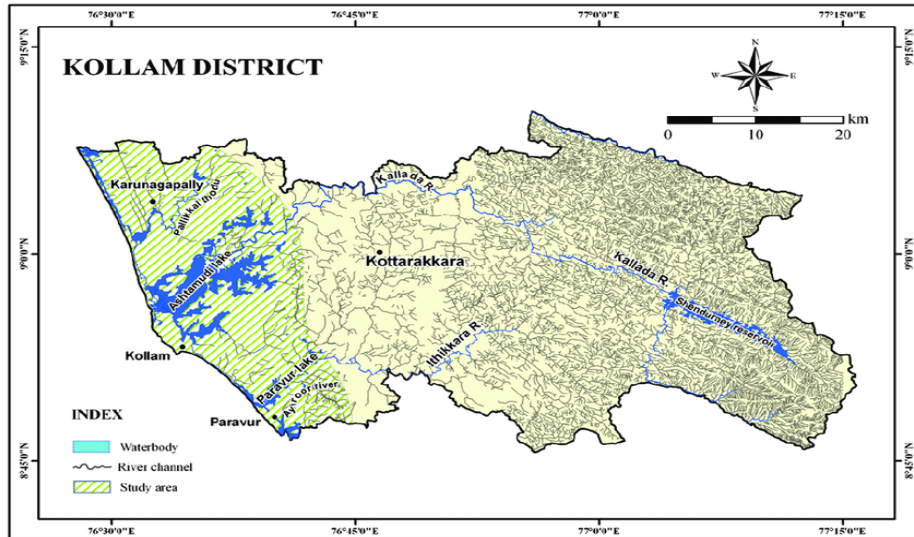 76°30'0"E 76°45'0"E 77°0'0"E 77°15'0"E
9°15'0"N 9°15'0"N
KOLLAM DISTRICT
N
W E
S
km
0 10 20
Karunagapally
Pallikkal thodu
Kallada R.
9°0'0"N 9°0'0"N
Kottarakkara
Ashtamudi lake
Kallada R.
Shendurney reservoir
Kollam
Ithikkara R.
Paravur lake
Ayroor river
Paravur
INDEX
Waterbody
River channel
Study area
8°45'0"N 8°45'0"N
76°30'0"E 76°45'0"E 77°0'0"E 77°15'0"E